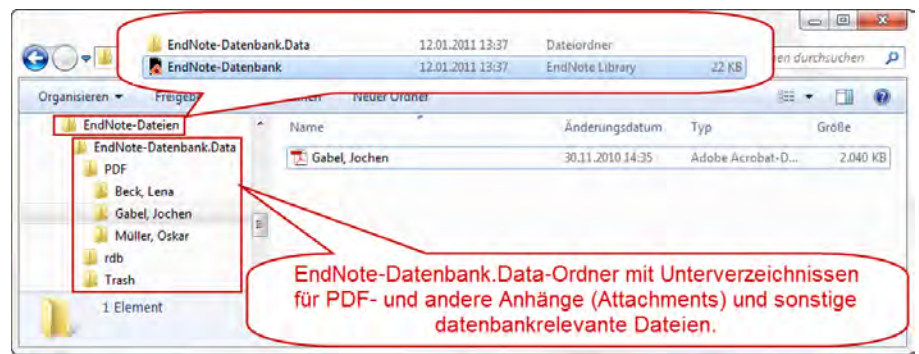 EndNote-Datenbank.Data 12.01.2011 13:37 Dateiordner
EndNote-Datenbank 12.01.2011 13:37 EndNote Library 22 KB
durchsuchen
Organisieren Neuer Ordner
EndNote-Dateien
Name Änderungsdatum Typ Größe
EndNote-Datenbank.Data
Gabel, Jochen 30.11.2010 14:35 Adobe Acrobat-D... 2.040 KB
PDF
Beck, Lena
Gabel, Jochen
Müller, Oskar
rdb
Trash
EndNote-Datenbank.Data-Ordner mit Unterverzeichnissen
für PDF- und andere Anhänge (Attachments) und sonstige
datenbankrelevante Dateien.
1 Element